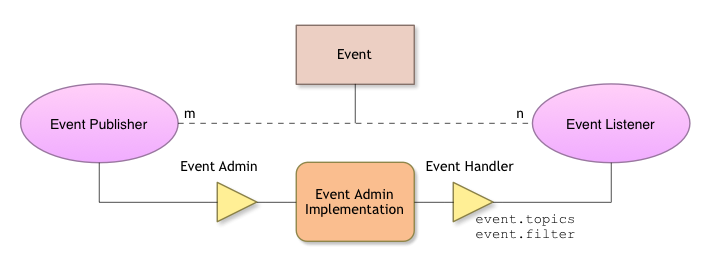 Event
m
n
Event Publisher
Event Listener
Event Admin
Event Handler
Event Admin
Implementation
event.topics
event.filter